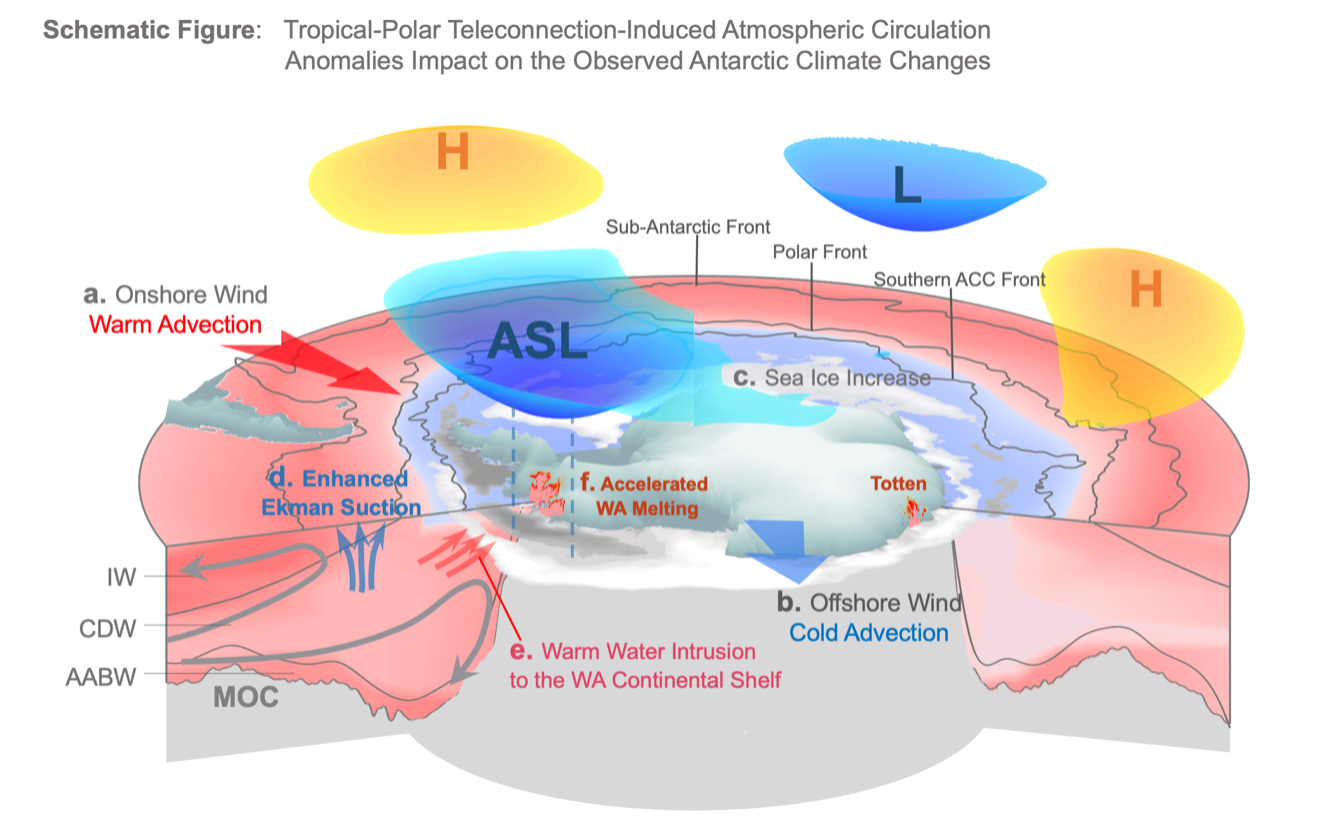 Schematic Figure: Tropical-Polar Teleconnection-Induced Atmospheric Circulation
Anomalies Impact on the Observed Antarctic Climate Changes
H
L
Sub-Antarctic Front
Polar Front
Southern ACC Front
H
a. Onshore Wind
Warm Advection
ASL
c. Sea Ice Increase
d. Enhanced
Ekman Suction
f. Accelerated
WA Melting
Totten
IW
CDW
AABW
MOC
b. Offshore Wind
Cold Advection
e. Warm Water Intrusion
to the WA Continental Shelf